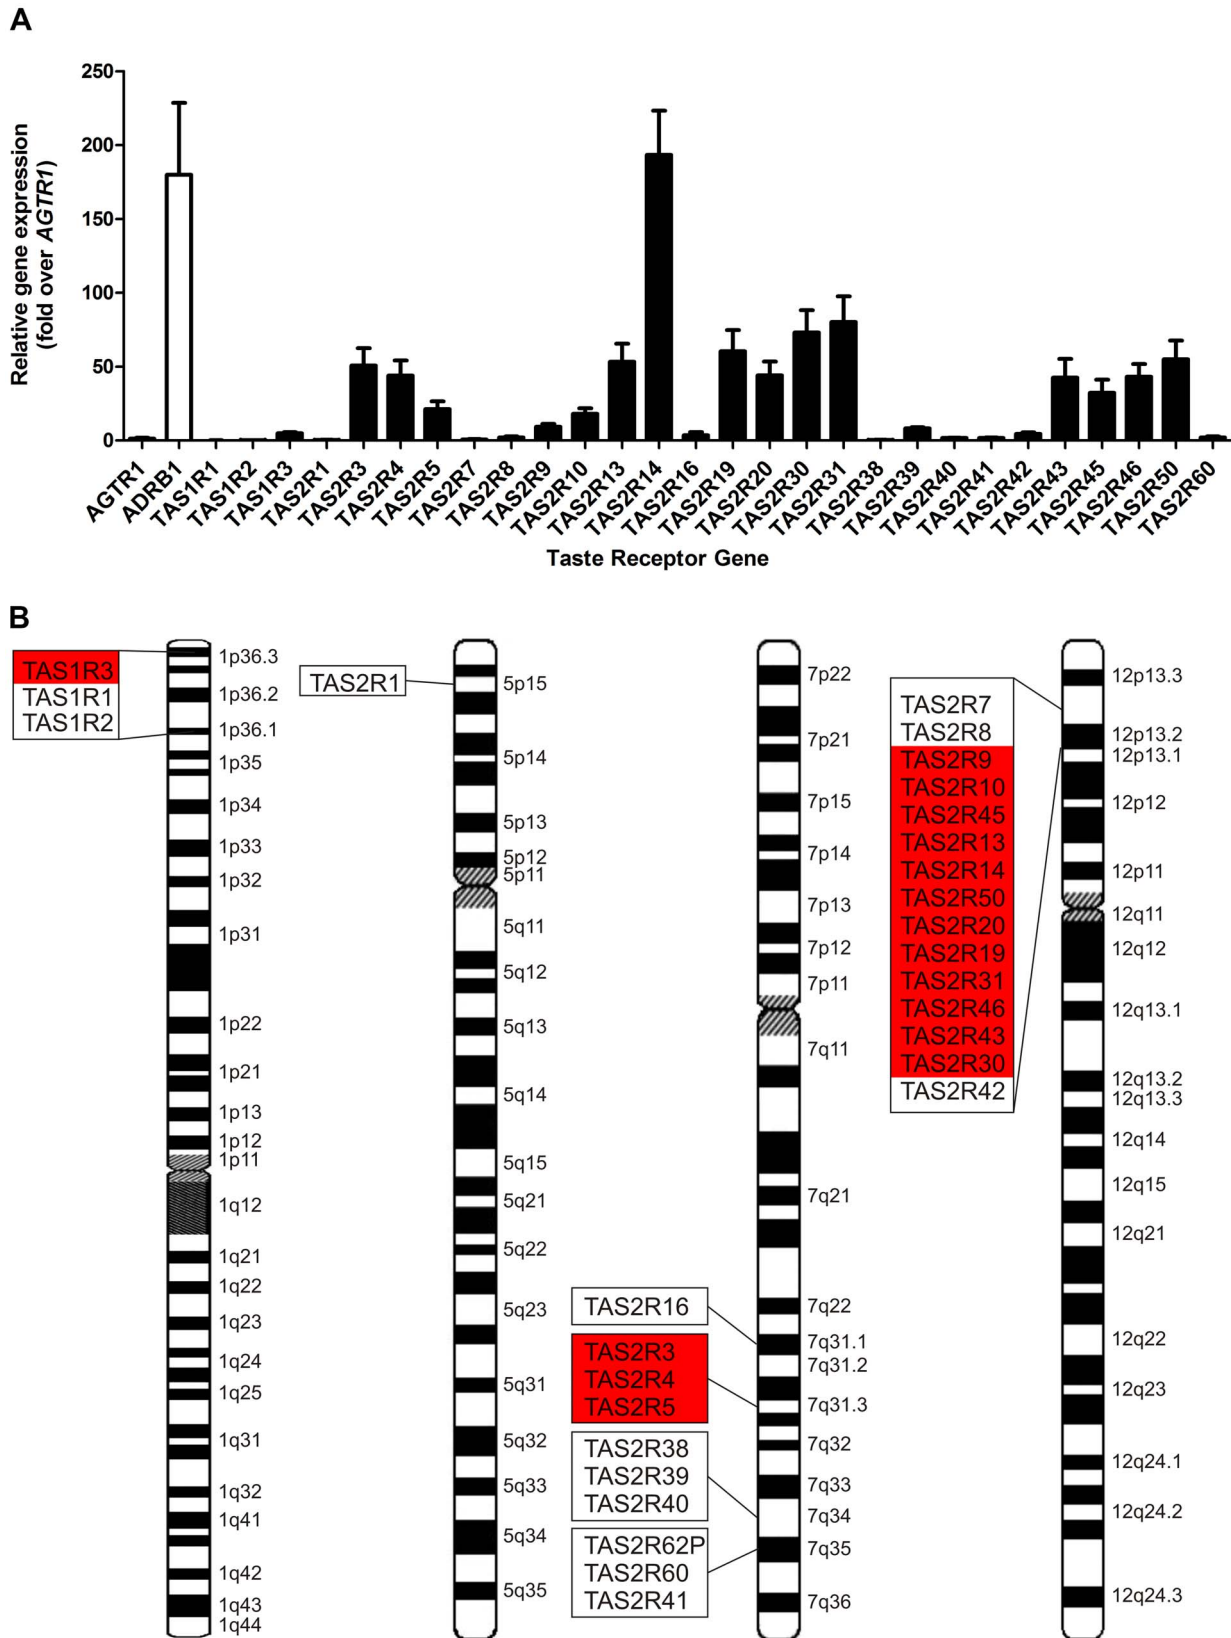 A
Relative gene expression
(fold over AGTR1)
250
200
150
100
50
0
AGTR1
ADRB1
TAS1R1
TAS1R2
TAS1R3
TAS2R1
TAS2R3
TAS2R4
TAS2R5
TAS2R7
TAS2R8
TAS2R9
TAS2R10
TAS2R13
TAS2R14
TAS2R16
TAS2R19
TAS2R20
TAS2R30
TAS2R31
TAS2R38
TAS2R39
TAS2R40
TAS2R41
TAS2R42
TAS2R43
TAS2R45
TAS2R46
TAS2R50
TAS2R60
Taste Receptor Gene
B
TAS1R3
TAS1R1
TAS1R2
1p36.3
1p36.2
1p36.1
1p35
1p34
1p33
1p32
1p31
1p22
1p21
1p13
1p12
1p11
1q12
1q21
1q22
1q23
1q24
1q25
1q31
1q32
1q41
1q42
1q43
1q44
TAS2R1
5p15
5p14
5p13
5p12
5p11
5q11
5q12
5q13
5q14
5q15
5q21
5q22
5q23
5q31
5q32
5q33
5q34
5q35
TAS2R16
TAS2R3
TAS2R4
TAS2R5
TAS2R38
TAS2R39
TAS2R40
TAS2R62P
TAS2R60
TAS2R41
7p22
7p21
7p15
7p14
7p13
7p12
7p11
7q11
7q21
7q22
7q31.1
7q31.2
7q31.3
7q32
7q33
7q34
7q35
7q36
TAS2R7
TAS2R8
TAS2R9
TAS2R10
TAS2R45
TAS2R13
TAS2R14
TAS2R50
TAS2R20
TAS2R19
TAS2R31
TAS2R46
TAS2R43
TAS2R30
TAS2R42
12p13.3
12p13.2
12p13.1
12p12
12p11
12q11
12q12
12q13.1
12q13.2
12q13.3
12q14
12q15
12q21
12q22
12q23
12q24.1
12q24.2
12q24.3